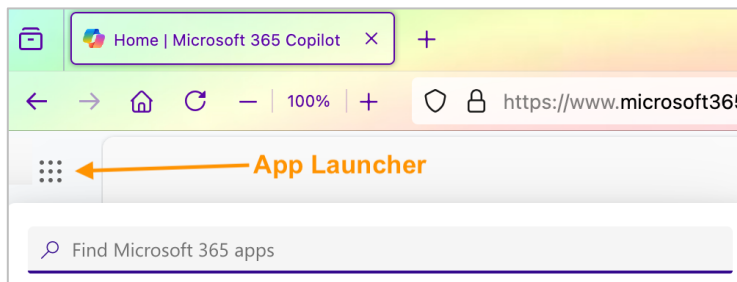 Home | Microsoft 365 Copilot
100%
https://www.microsoft365
App Launcher
Find Microsoft 365 apps